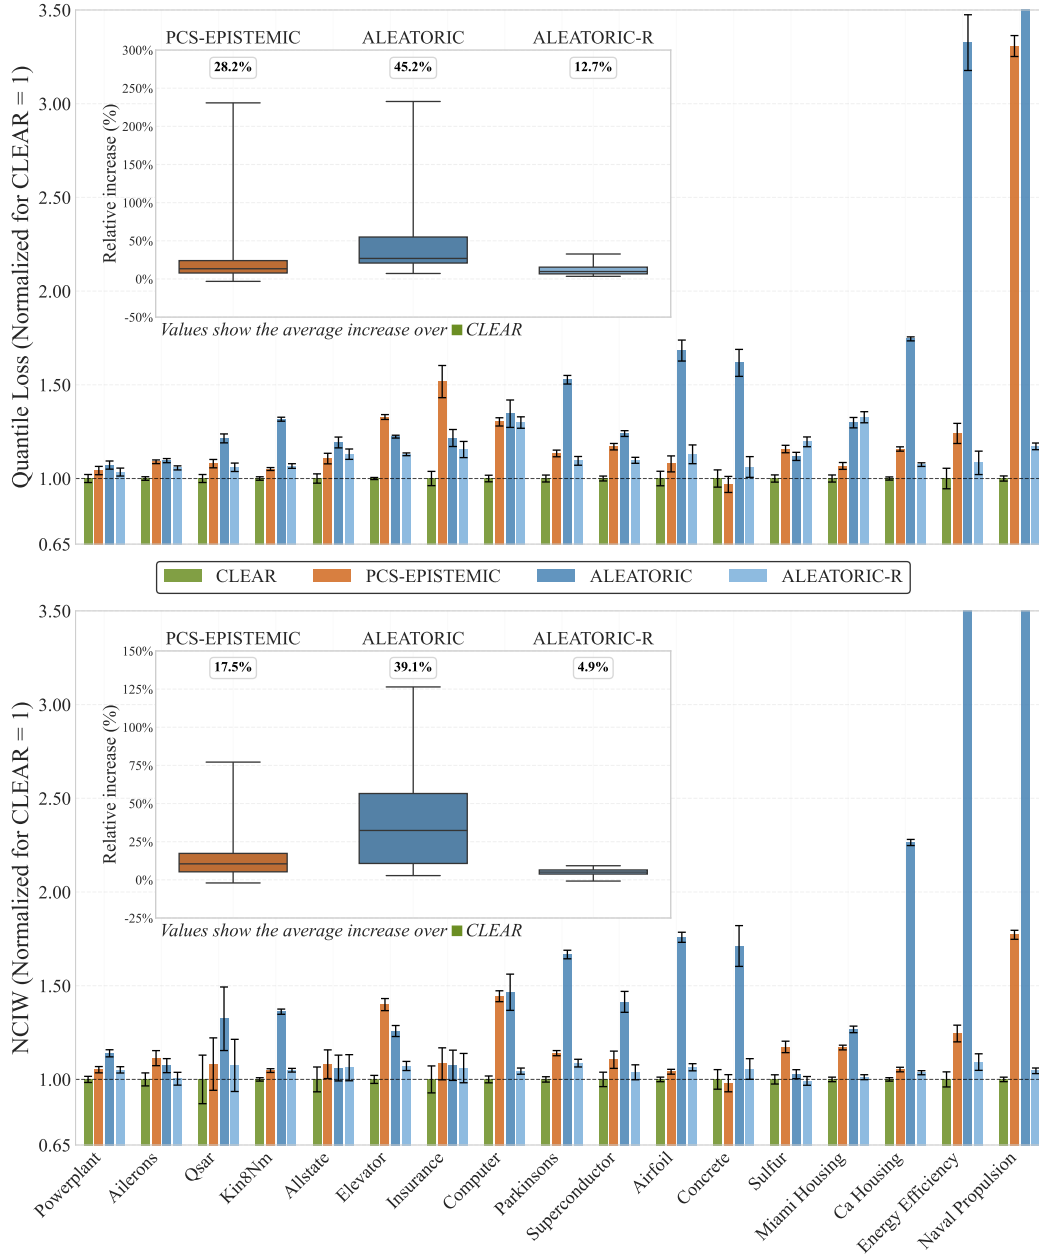 Quantile Loss (Normalized for CLEAR = 1)
3.50
3.00
2.50
2.00
1.50
1.00
0.65
PCS-EPISTEMIC ALEATORIC ALEATORIC-R
28.2% 45.2% 12.7%
Relative increase (%)
300%
250%
200%
150%
100%
50%
0%
-50%
Values show the average increase over CLEAR
CLEAR PCS-EPISTEMIC ALEATORIC ALEATORIC-R
NCIW (Normalized for CLEAR = 1)
3.50
3.00
2.50
2.00
1.50
1.00
0.65
PCS-EPISTEMIC ALEATORIC ALEATORIC-R
17.5% 39.1% 4.9%
Relative increase (%)
150%
125%
100%
75%
50%
25%
0%
-25%
Values show the average increase over CLEAR
Powerplant
Ailerons
Qsar
Kin8Nm
Allstate
Elevator
Insurance
Computer
Parkinsons
Superconductor
Airfoil
Concrete
Sulfur
Miami Housing
Ca Housing
Energy Efficiency
Naval Propulsion